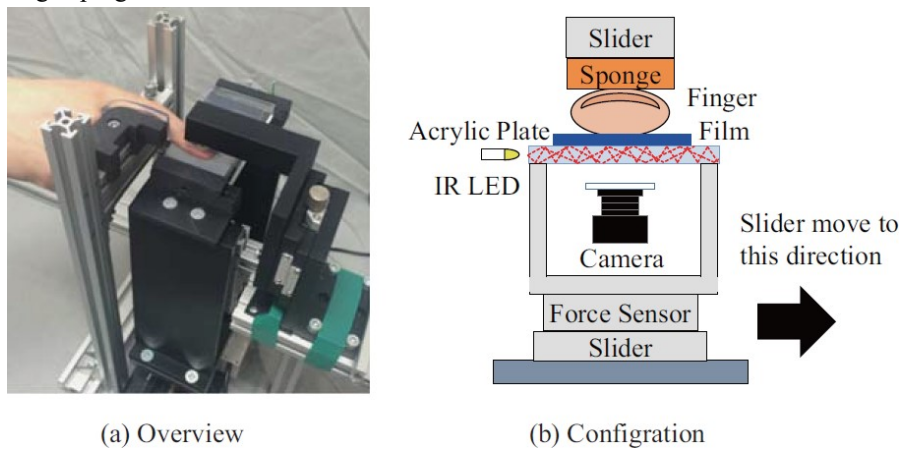 Slider
Sponge
Finger
Acrylic Plate
Film
IR LED
Camera
Slider move to
this direction
Force Sensor
Slider
(a) Overview
(b) Configration